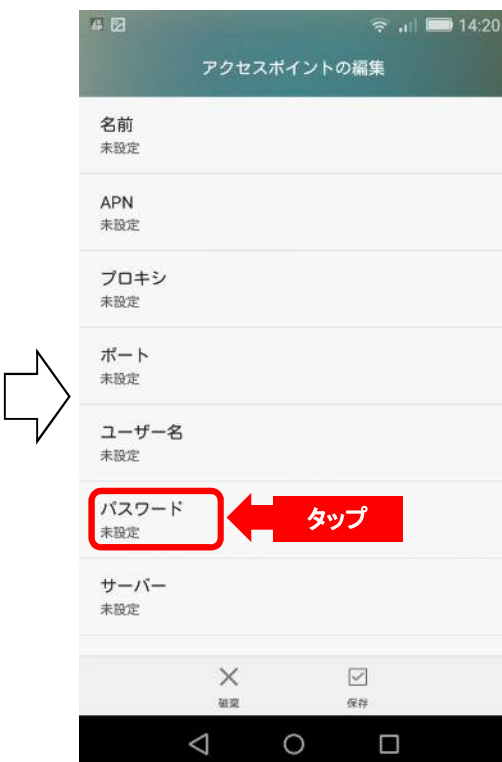 14:20
アクセスポイントの編集
名前
未設定
APN
未設定
プロキシ
未設定
ポート
未設定
ユーザー名
未設定
パスワード
未設定
タップ
サーバー
未設定
破棄
保存